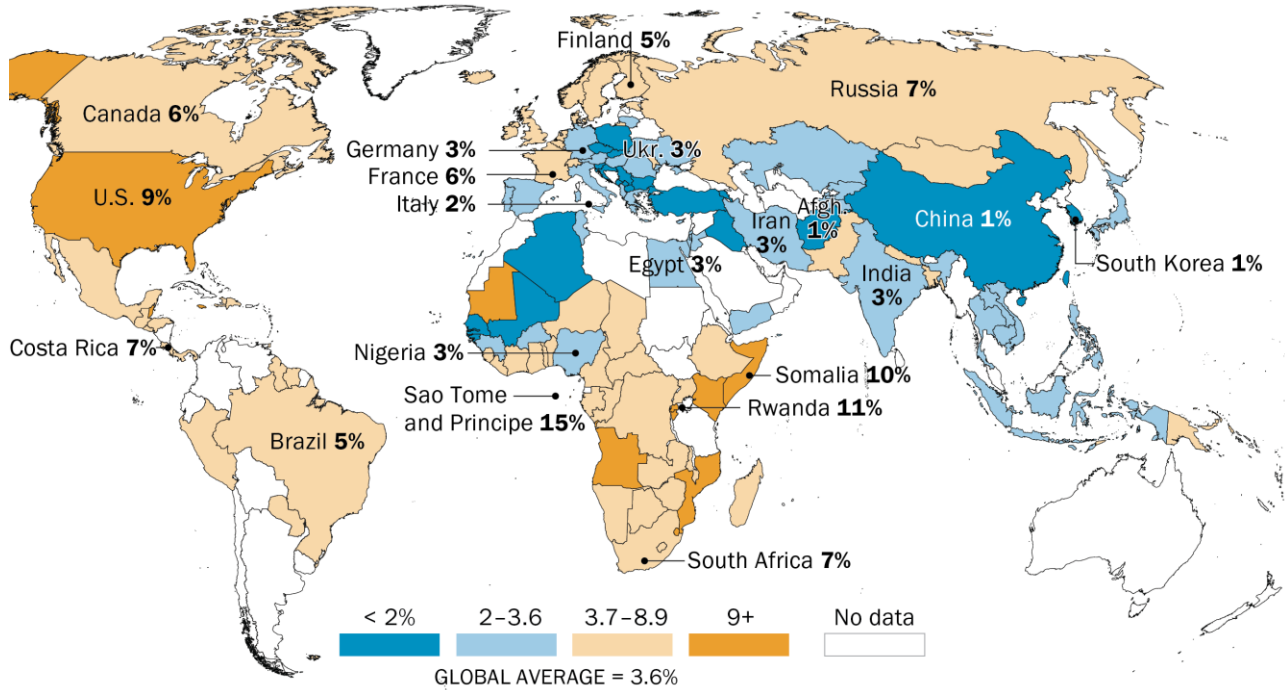 Finland 5%
Russia 7%
Canada 6%
Germany 3%
Ukr. 3%
France 6%
U.S. 9%
Italy 2%
Afgh.
1%
Iran
3%
China 1%
Egypt 3%
India
3%
South Korea 1%
Costa Rica 7%
Nigeria 3%
Somalia 10%
Sao Tome
and Principe 15%
Rwanda 11%
Brazil 5%
South Africa 7%
< 2%
2–3.6
3.7–8.9
9+
No data
GLOBAL AVERAGE = 3.6%